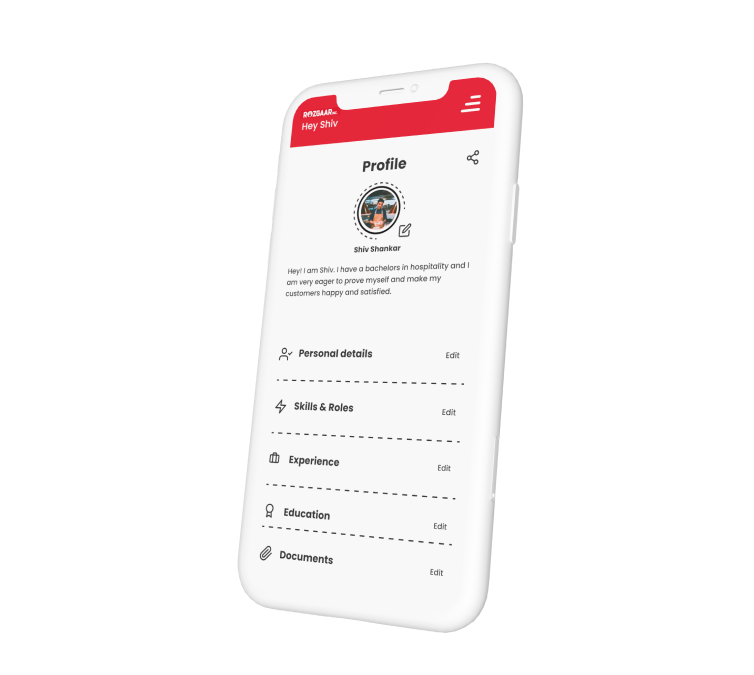 ROZGAAR
Hey Shiv
Profile
Shiv Shankar
Hey! I am Shiv. I have a bachelors in hospitality and I
am very eager to prove myself and make my
customers happy and satisfied.
Personal details Edit
Skills & Roles Edit
Experience Edit
Education Edit
Documents Edit